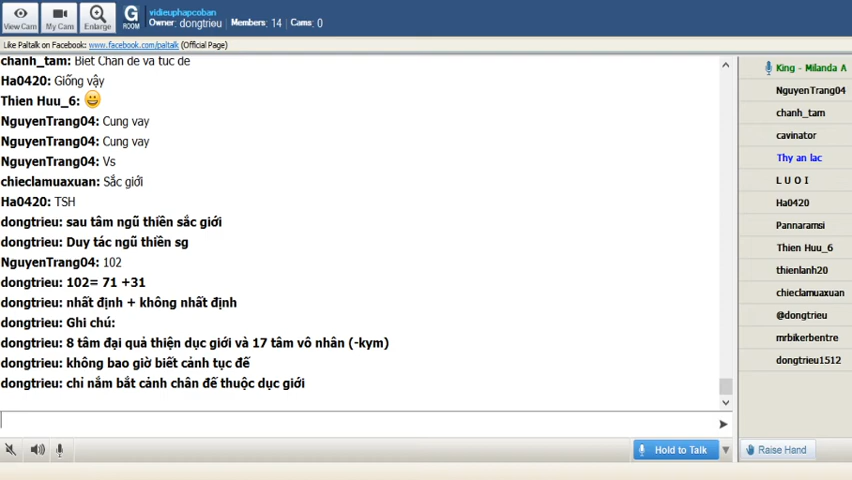 vidieuphapcoban
Owner: dongtrieu Members: 14 Cams: 0
View Cam
My Cam
Enlarge
G
ROOM
Like Paltalk on Facebook: www.facebook.com/paltalk (Official Page)
chanh_tam: Biet Chan de va tuc de
Ha0420: Giống vậy
Thien Huu_6:
NguyenTrang04: Cung vay
NguyenTrang04: Cung vay
NguyenTrang04: Vs
chieclamuaxuan: Sắc giới
Ha0420: TSH
dongtrieu: sau tâm ngũ thiền sắc giới
dongtrieu: Duy tác ngũ thiền sg
NguyenTrang04: 102
dongtrieu: 102= 71 +31
dongtrieu: nhất định + không nhất định
dongtrieu: Ghi chú:
dongtrieu: 8 tâm đại quả thiện dục giới và 17 tâm vô nhân (-kym)
dongtrieu: không bao giờ biết cảnh tục đế
dongtrieu: chỉ nắm bắt cảnh chân đế thuộc dục giới
King - Milanda A
NguyenTrang04
chanh_tam
cavinator
Thy an lac
L U O I
Ha0420
Pannaramsi
Thien Huu_6
thienlanh20
chieclamuaxuan
@dongtrieu
mrbikerbentre
dongtrieu1512
Hold to Talk
Raise Hand